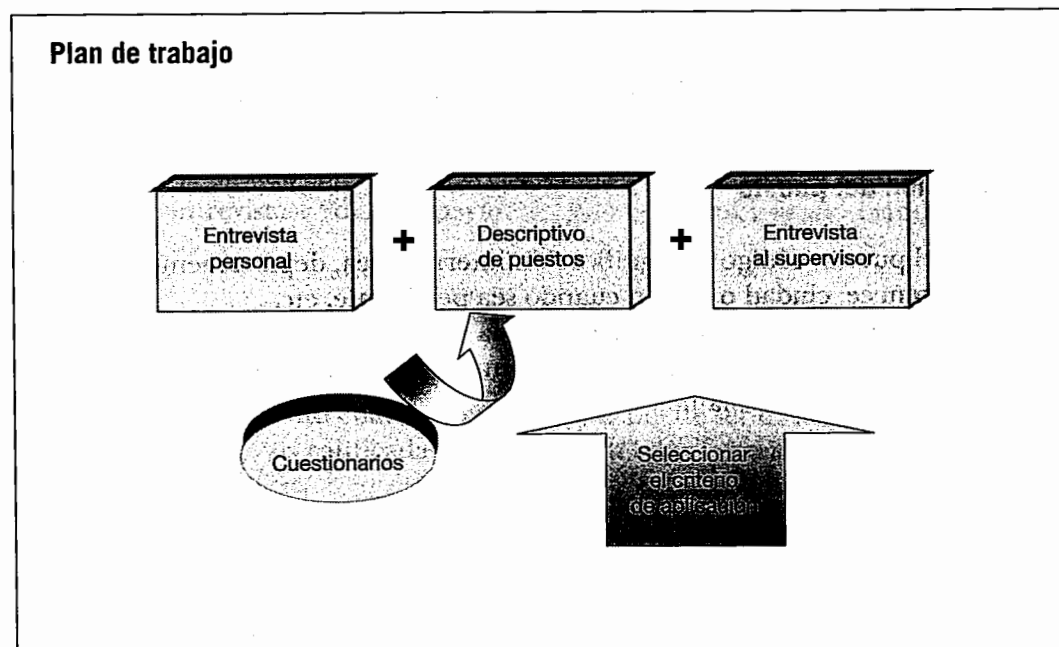 Plan de trabajo
Entrevista
personal
+
Descriptivo
de puestos
+
Entrevista
al supervisor
Cuestionarios
Seleccionar
el criterio
de aplicación